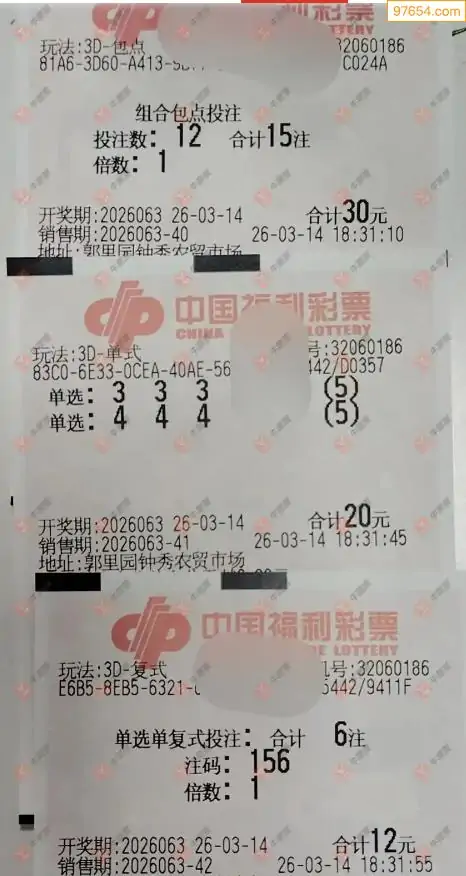 97654.com
中国福利彩票
LOTTERY
玩法:3D-包点 32060186
81A6-3D60-A413- C024A
组合包点投注
投注数: 12 合计15注
倍数: 1
开奖期:2026063 26-03-14 合计30元
销售期:2026063-40 26-03-14 18:31:10
地址:郭里园钟秀农贸市场
中国福利彩票
CHINA LOTTERY
玩法:3D-单式 号:32060186
83C0-6E33-0CEA-40AE-56 442/D0357
单选: 3 3 3 (5)
单选: 4 4 4 (5)
开奖期:2026063 26-03-14 合计20元
销售期:2026063-41 26-03-14 18:31:45
地址:郭里园钟秀农贸市场
中国福利彩票
LOTTERY
玩法:3D-复式 机号:32060186
E6B5-8EB5-6321- 5442/9411F
单选单复式投注: 合计 6注
注码: 156
倍数: 1
开奖期:2026063 26-03-14 合计12元
销售期:2026063-42 26-03-14 18:31:55